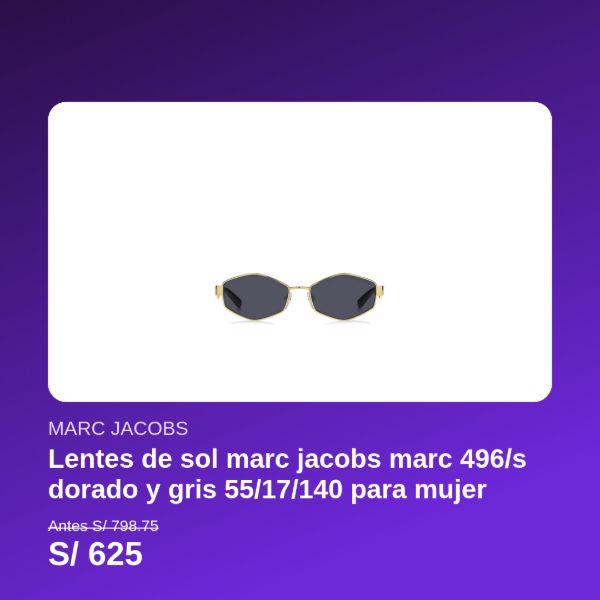 MARC JACOBS
Lentes de sol marc jacobs marc 496/s
dorado y gris 55/17/140 para mujer
Antes S/ 798.75
S/ 625